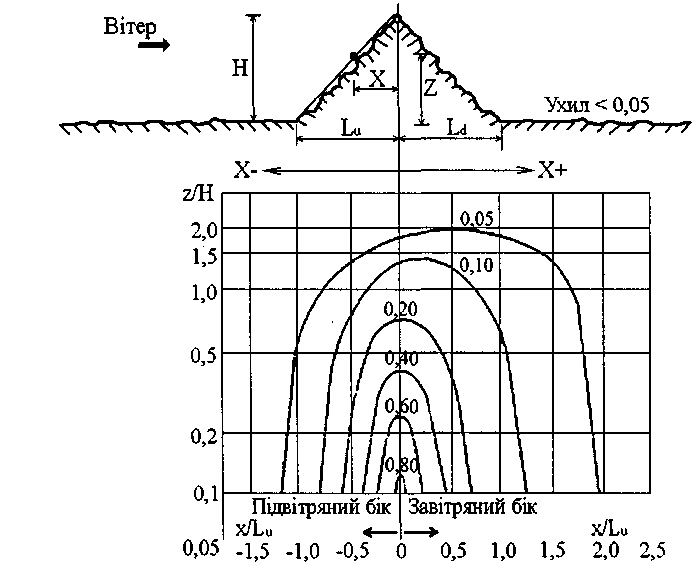 Вітер
H
X
Z
Ухил < 0,05
Lu
Ld
X-
X+
z/H
2,0
1,5
1,0
0,5
0,2
0,1
0,05
0,10
0,20
0,40
0,60
0,80
Підвітряний бік
Завітряний бік
x/Lu
x/Lu
0,05 -1,5 -1,0 -0,5 0 0,5 1,0 1,5 2,0 2,5